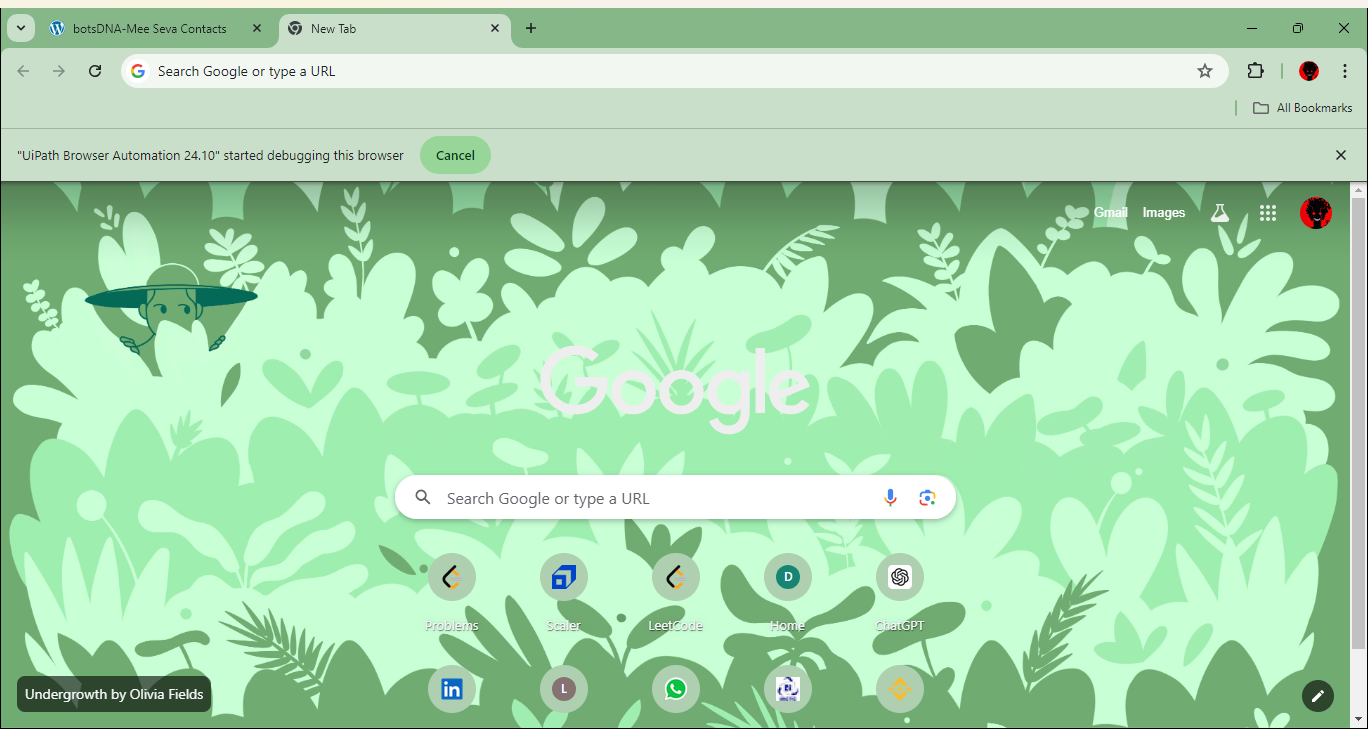 botsDNA-Mee Seva Contacts
New Tab
Search Google or type a URL
All Bookmarks
"UiPath Browser Automation 24.10" started debugging this browser
Cancel
Gmail
Images
Google
Search Google or type a URL
D
Problems
Scaler
LeetCode
Home
ChatGPT
in
L
Undergrowth by Olivia Fields